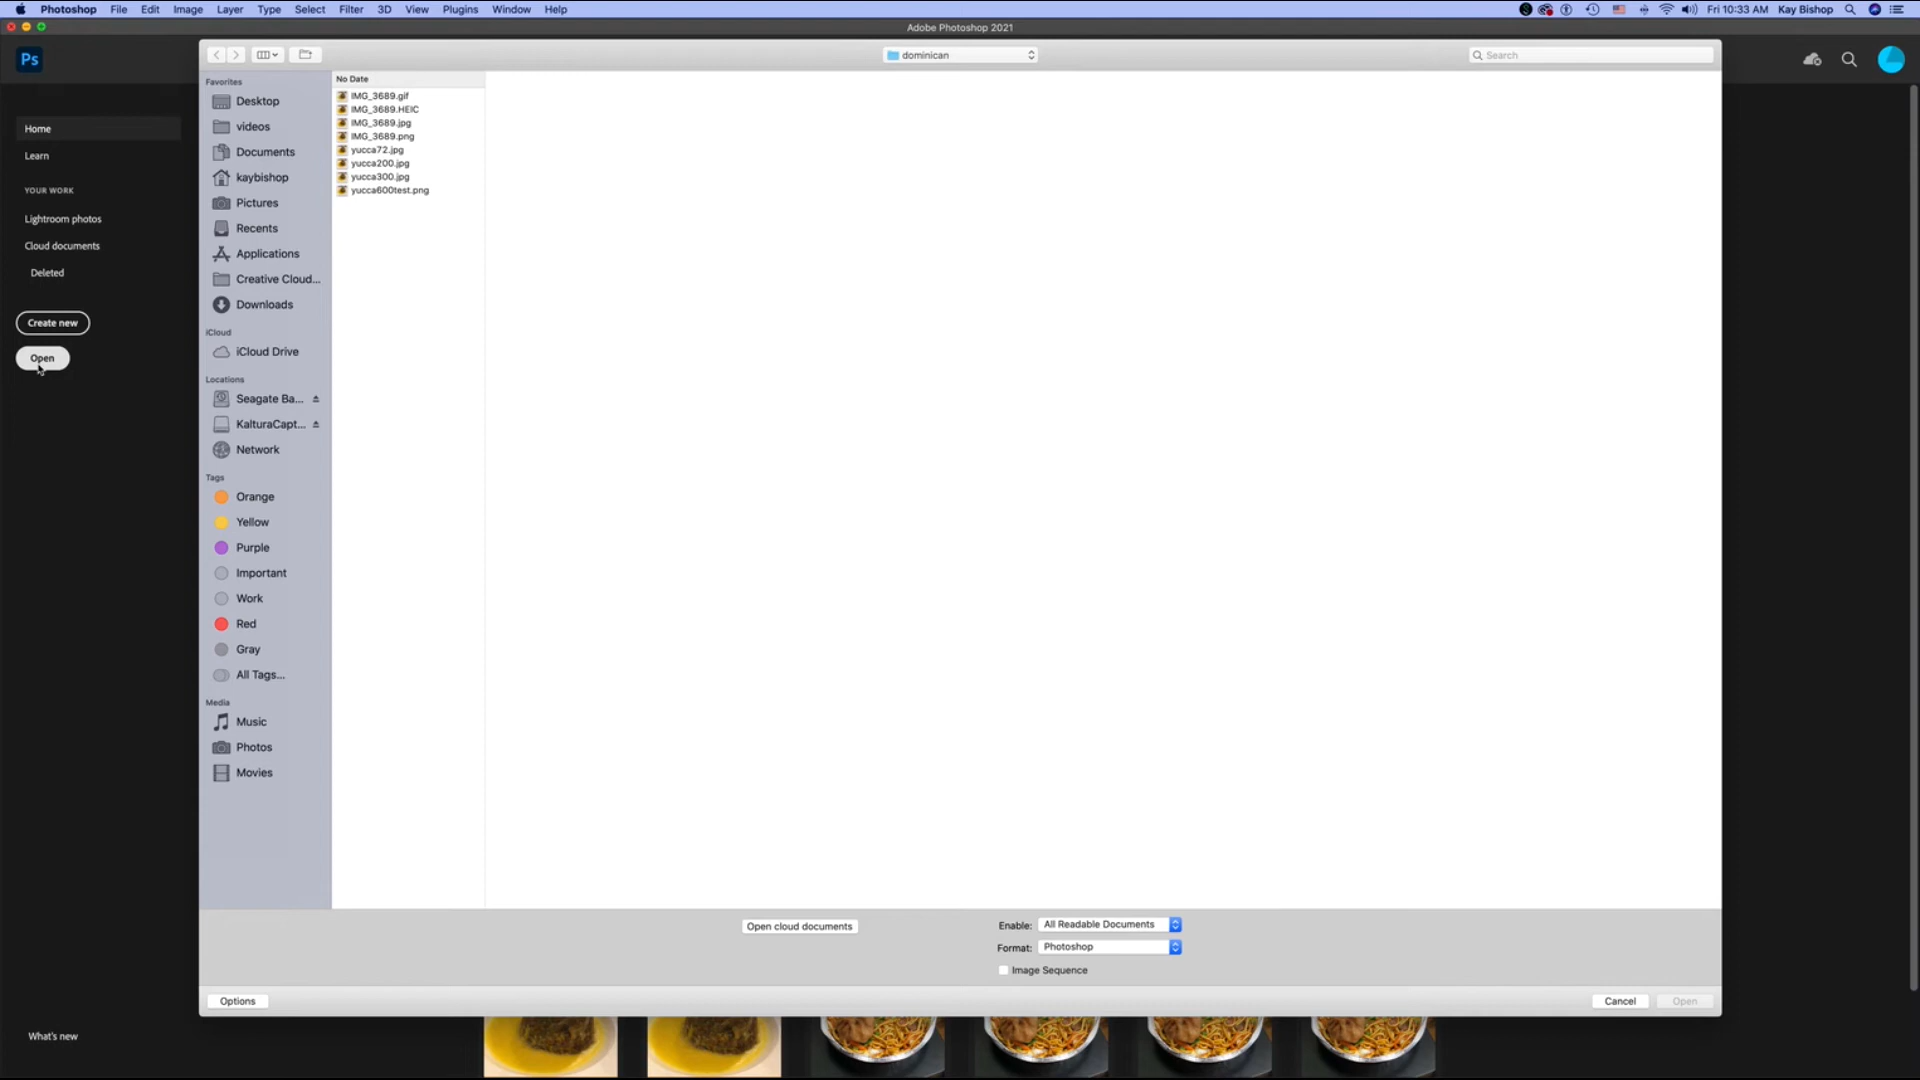 Photoshop File Edit Image Layer Type Select Filter 3D View Plugins Window Help Fri 10:33 AM Kay Bishop
Adobe Photoshop 2021
Ps
dominican
Search
Home
Learn
YOUR WORK
Lightroom photos
Cloud documents
Deleted
Create new
Open
What's new
Favorites
Desktop
videos
Documents
kaybishop
Pictures
Recents
Applications
Creative Cloud...
Downloads
iCloud
iCloud Drive
Locations
Seagate Ba...
KalturaCapt...
Network
Tags
Orange
Yellow
Purple
Important
Work
Red
Gray
All Tags...
Media
Music
Photos
Movies
No Date
IMG_3689.gif
IMG_3689.HEIC
IMG_3689.jpg
IMG_3689.png
yucca72.jpg
yucca200.jpg
yucca300.jpg
yucca600test.png
Open cloud documents
Enable: All Readable Documents
Format: Photoshop
Image Sequence
Options
Cancel
Open